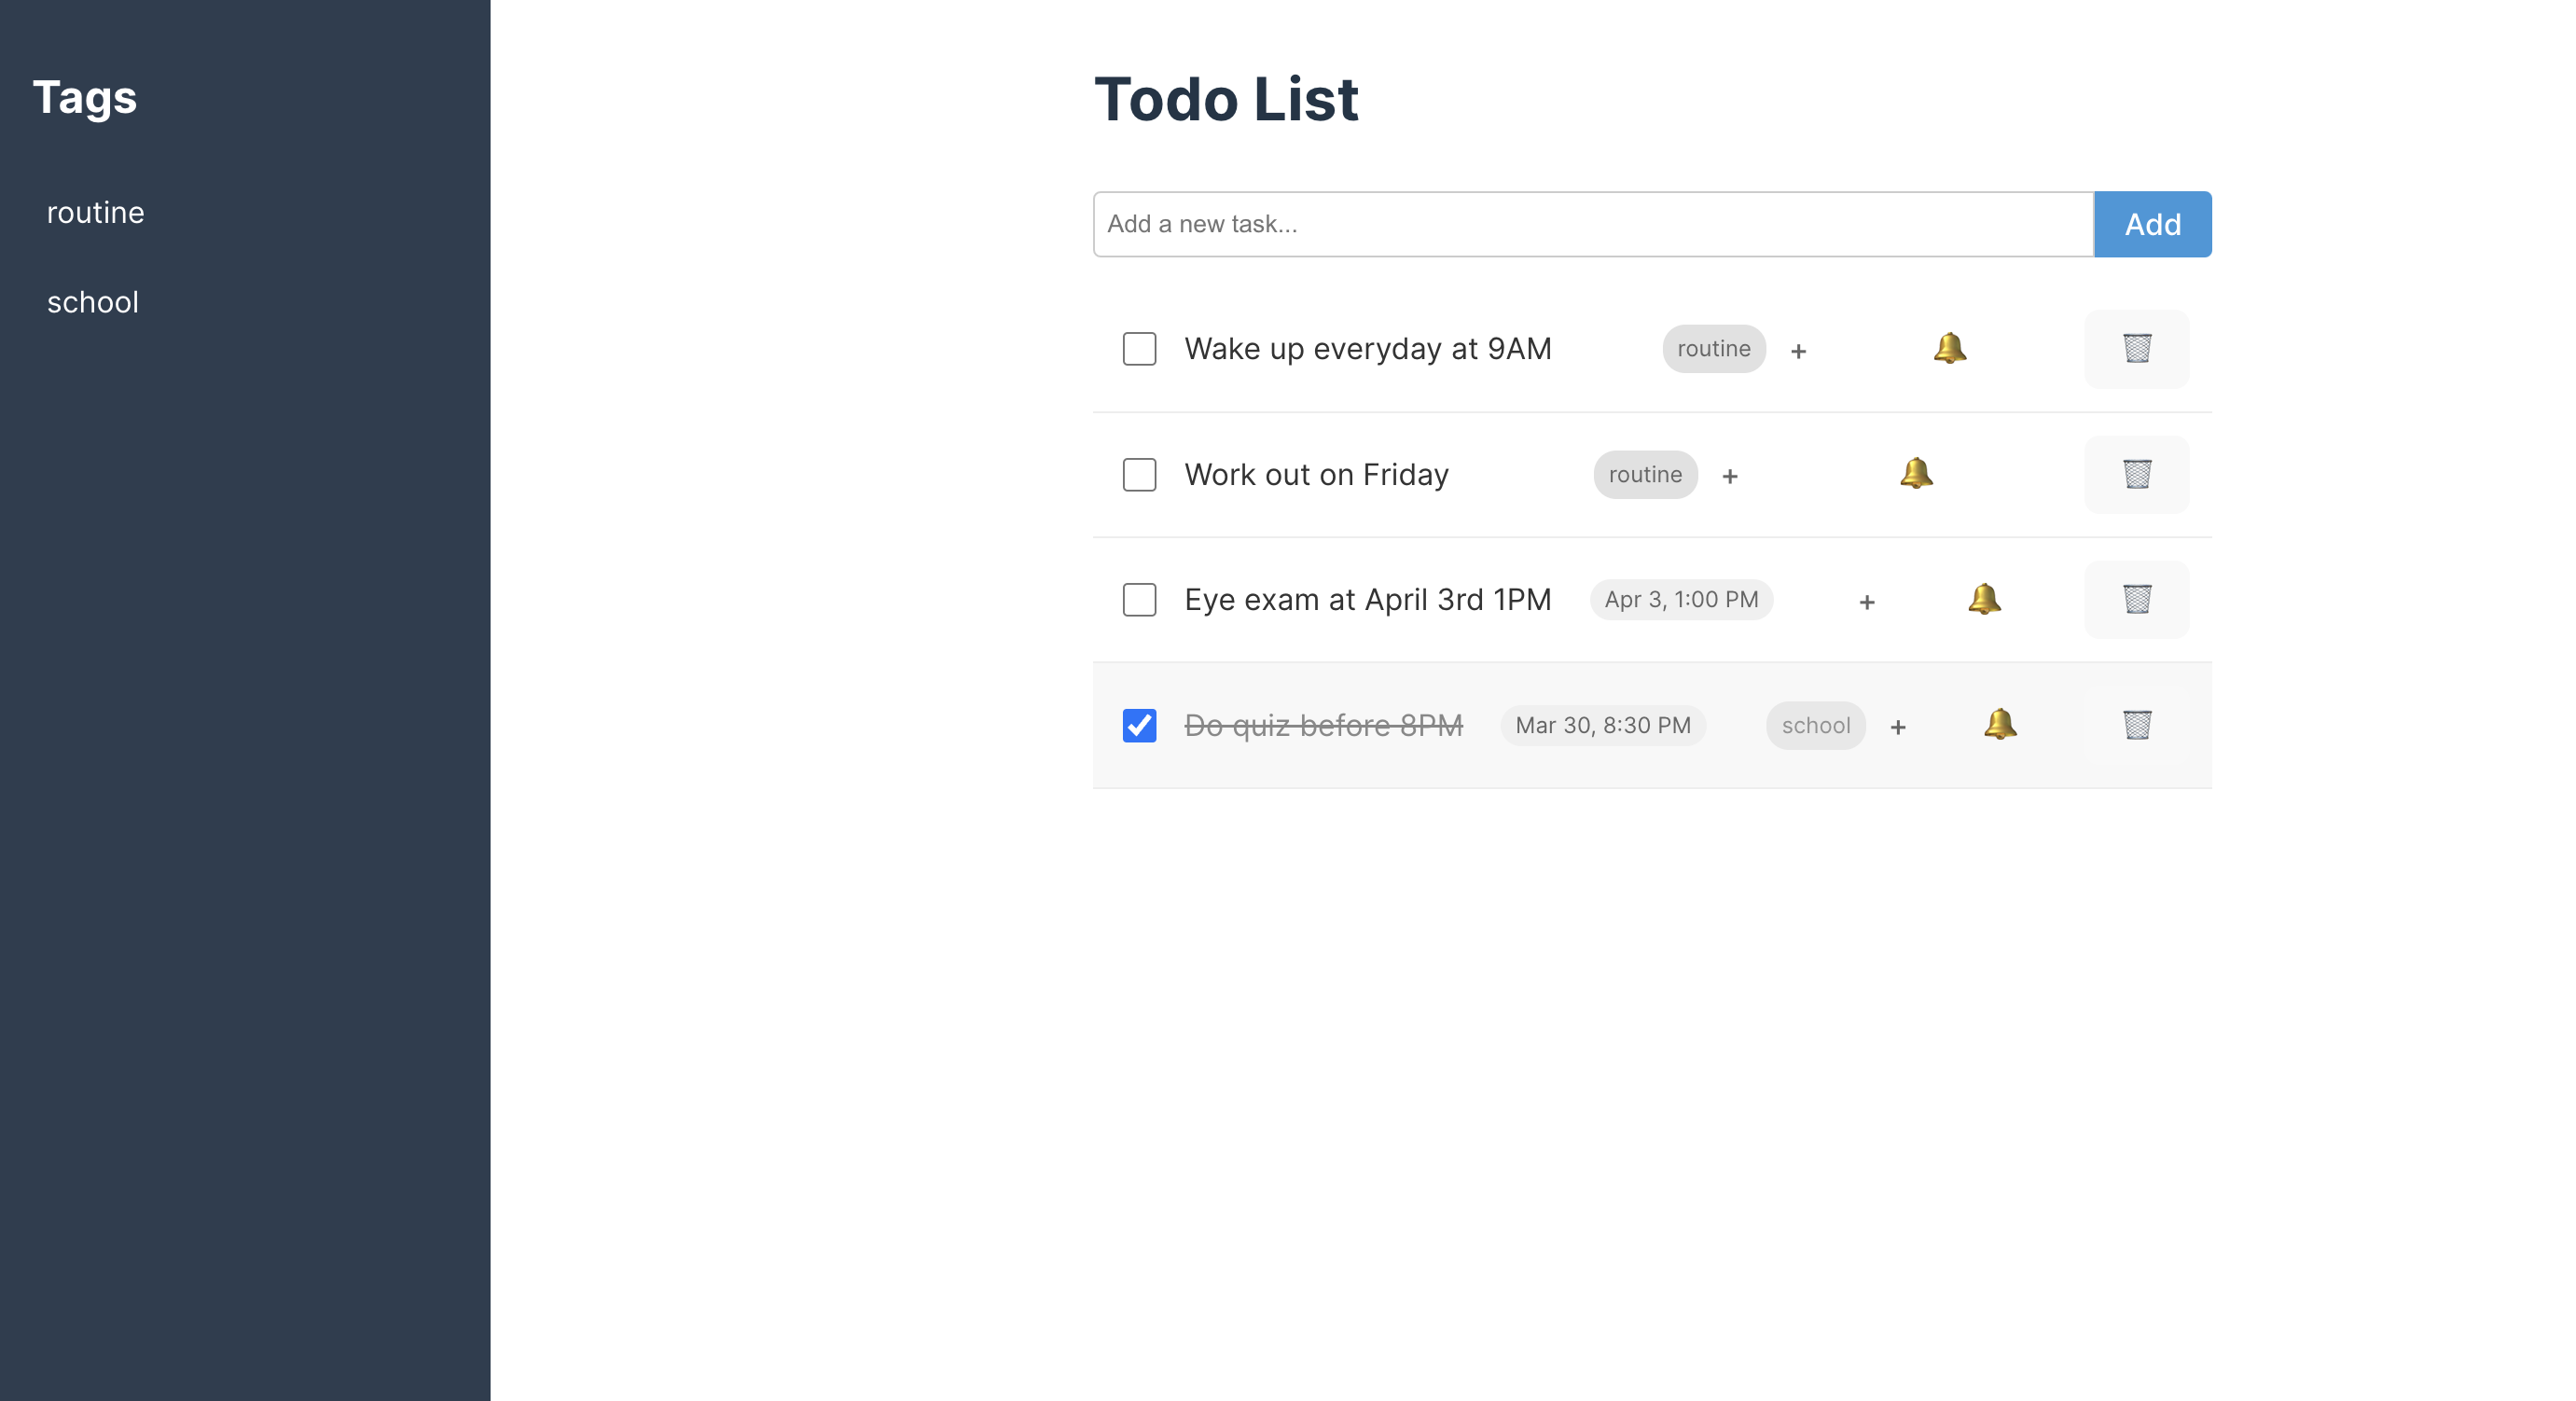 Tags
routine
school
Todo List
Add a new task...
Add
Wake up everyday at 9AM routine +
Work out on Friday routine +
Eye exam at April 3rd 1PM Apr 3, 1:00 PM +
Do quiz before 8PM Mar 30, 8:30 PM school +